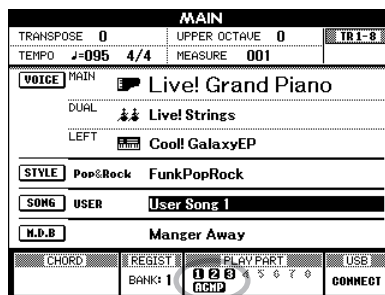 MAIN
TRANSPOSE 0 UPPER OCTAVE 0 TR 1-8
TEMPO ♩=095 4/4 MEASURE 001
VOICE MAIN Live! Grand Piano
DUAL Live! Strings
LEFT Cool! GalaxyEP
STYLE Pop&Rock FunkPopRock
SONG USER User Song 1
M.D.B Manger Away
CHORD REGIST PLAY PART USB
BANK: 1 1 2 3 4 5 6 7 8 CONNECT
ACMP